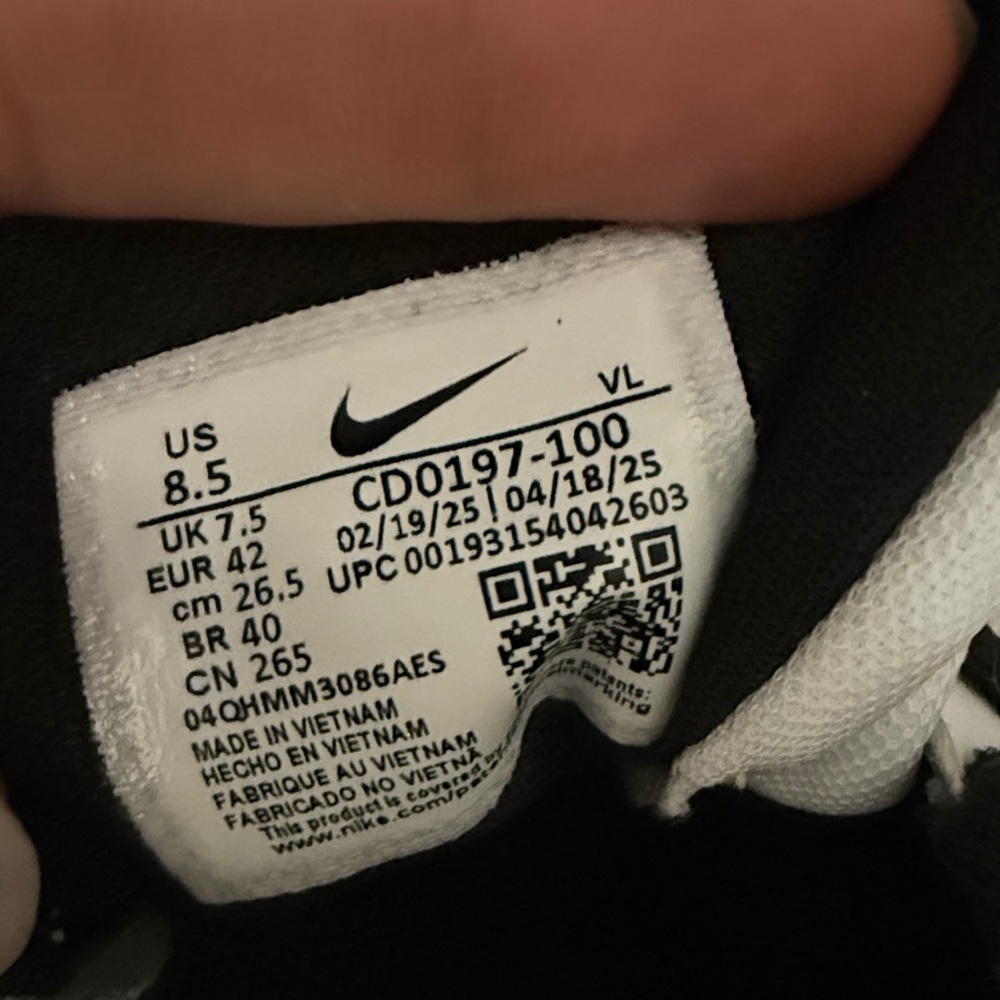 US
8.5
VL
CD0197-100
02/19/25 | 04/18/25
UPC 00193154042603
UK 7.5
EUR 42
cm 26.5
BR 40
CN 265
04QHMM3086AES
MADE IN VIETNAM
HECHO EN VIETNAM
FABRIQUE AU VIETNAM
FABRICADO NO VIETNÃ
This product is covered by
www.nike.com/
patents: